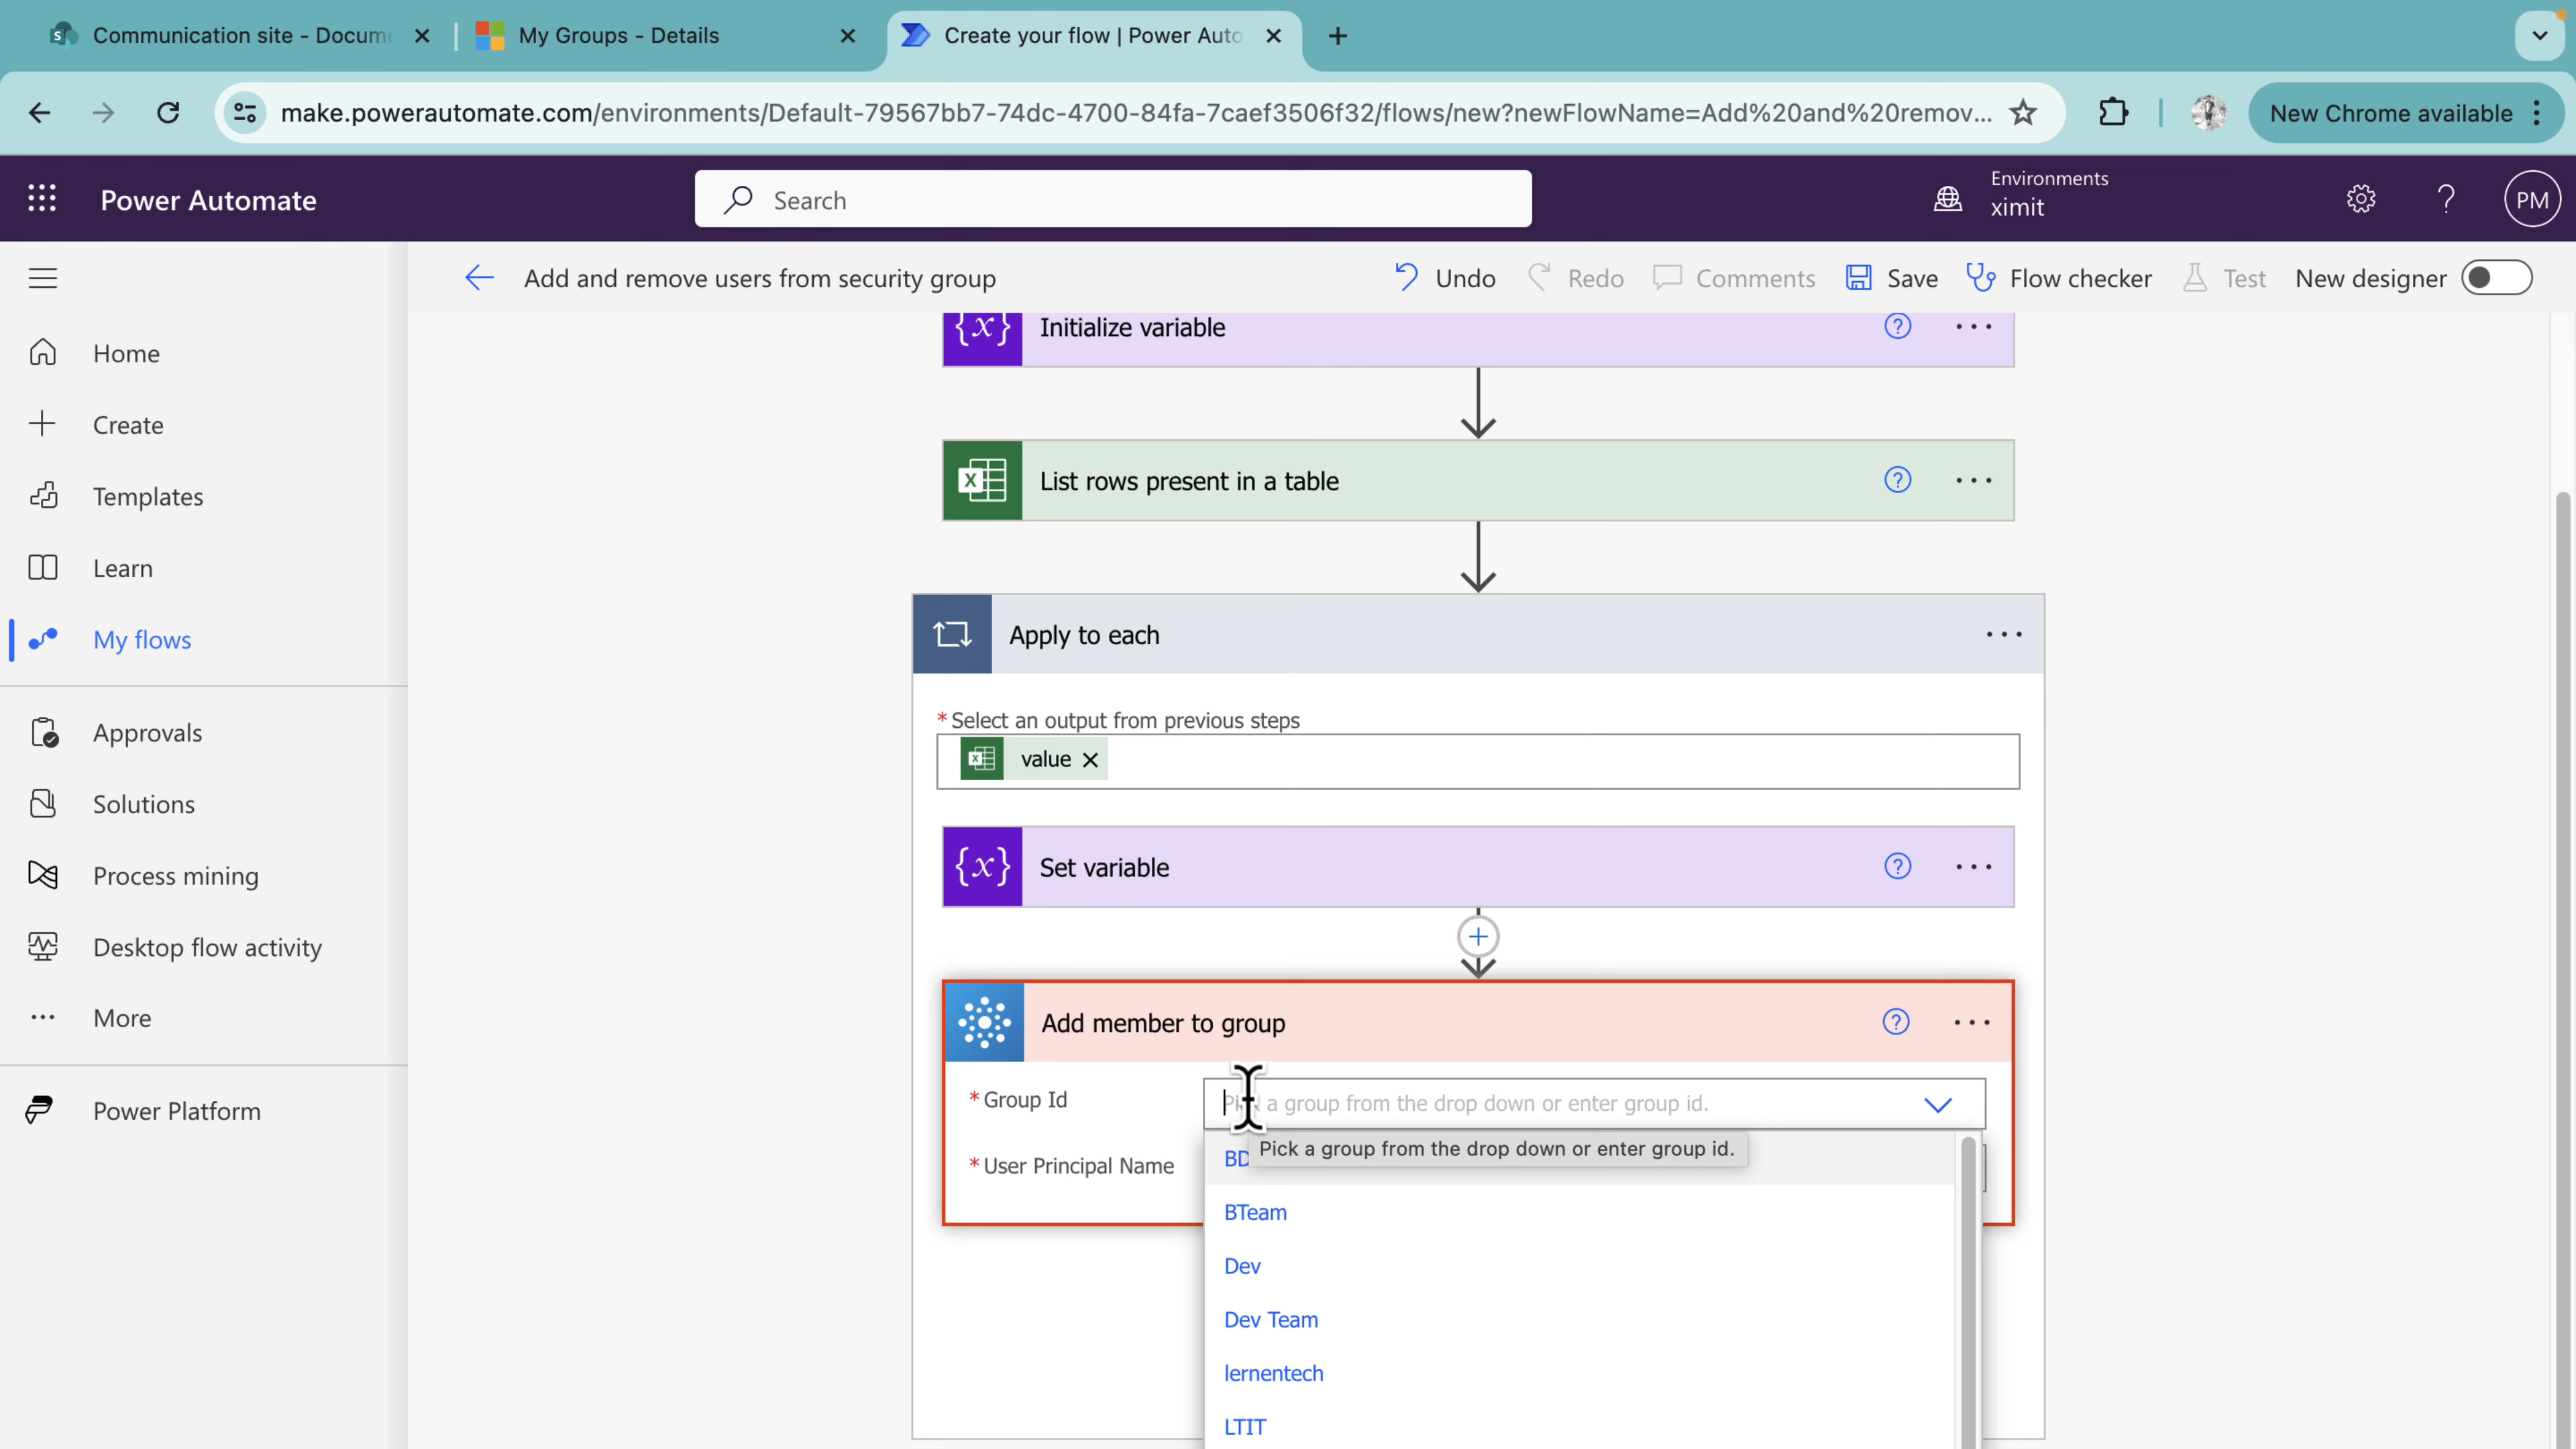 Communication site - Docume
My Groups - Details
Create your flow | Power Auto
make.powerautomate.com/environments/Default-79567bb7-74dc-4700-84fa-7caef3506f32/flows/new?newFlowName=Add%20and%20remov...
New Chrome available
Power Automate
Search
Environments
ximit
PM
Add and remove users from security group
Undo
Redo
Comments
Save
Flow checker
Test
New designer
Home
Create
Templates
Learn
My flows
Approvals
Solutions
Process mining
Desktop flow activity
More
Power Platform
{x} Initialize variable
List rows present in a table
Apply to each
* Select an output from previous steps
value
{x} Set variable
Add member to group
* Group Id
a group from the drop down or enter group id.
Pick a group from the drop down or enter group id.
* User Principal Name
BTeam
Dev
Dev Team
lernentech
LTIT